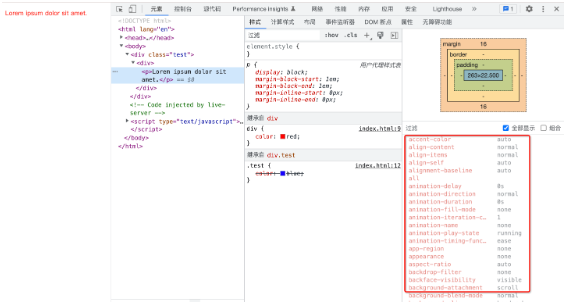 Lorem ipsum dolor sit amet.
元素 控制台 Performance insights 网络 性能 内存 应用 安全 Lighthouse » 1
<!DOCTYPE html>
<html lang="en">
▶<head>…</head>
▼<body>
▼<div class="test">
▼<div>
… <p>Lorem ipsum dolor sit
amet.</p> == $0
</div>
</div>
<!-- Code injected by live-
server -->
▶<script type="text/javascript">…
</script>
</body>
</html>
样式 计算样式 布局 事件监听器 DOM 断点 属性 无障碍功能
过滤 :hov .cls +
element.style {
}
p { 用户代理样式表
display: block;
margin-block-start: 1em;
margin-block-end: 1em;
margin-inline-start: 0px;
margin-inline-end: 0px;
}
继承自 div
div { index.html:9
color: red;
}
继承自 div.test
.test { index.html:12
color: blue;
}
margin 16
border -
padding -
- - - 263×22.500 - - -
-
-
16
过滤 全部显示 组合
accent-color auto
align-content normal
align-items normal
align-self auto
alignment-baseline auto
all
animation-delay 0s
animation-direction normal
animation-duration 0s
animation-fill-mode none
animation-iteration-c… 1
animation-name none
animation-play-state running
animation-timing-func… ease
app-region none
appearance none
aspect-ratio auto
backdrop-filter none
backface-visibility visible
background-attachment scroll
background-blend-mode normal